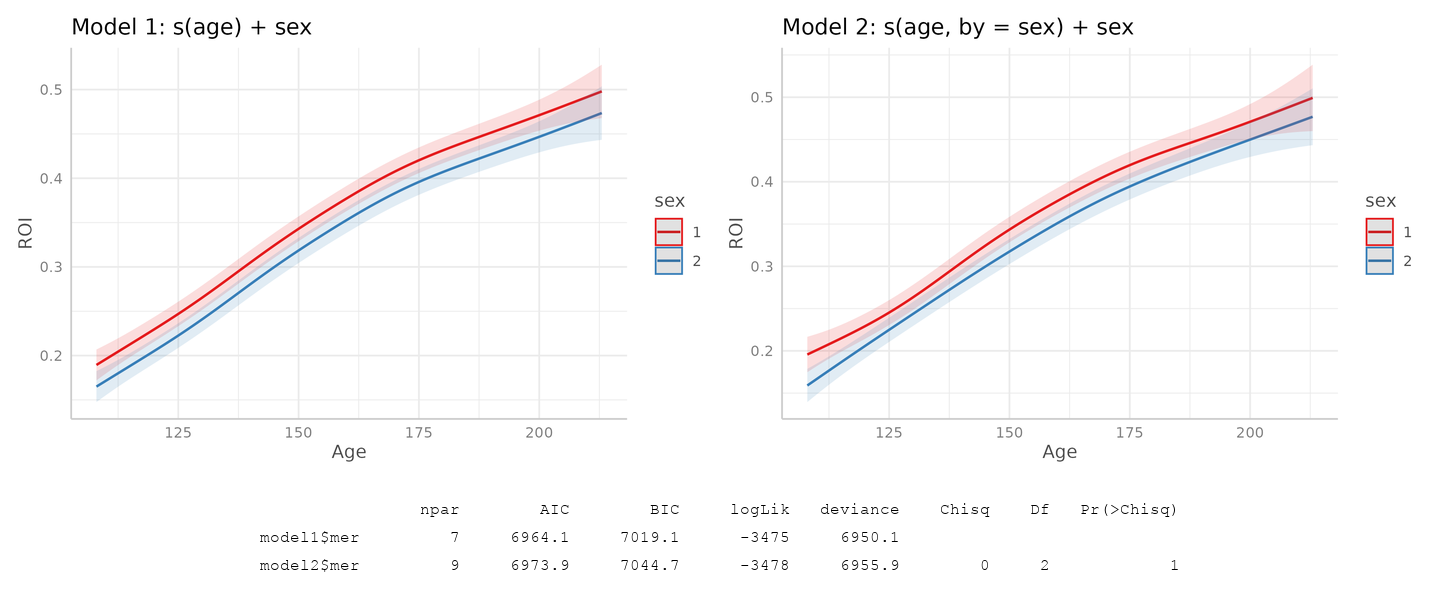 Model 1: s(age) + sex
0.5
0.4
0.3
0.2
ROI
125 150 175 200
Age
sex
1
2
Model 2: s(age, by = sex) + sex
0.5
0.4
0.3
0.2
ROI
125 150 175 200
Age
sex
1
2
npar AIC BIC logLik deviance Chisq Df Pr(>Chisq)
model1$mer 7 6964.1 7019.1 -3475 6950.1
model2$mer 9 6973.9 7044.7 -3478 6955.9 0 2 1